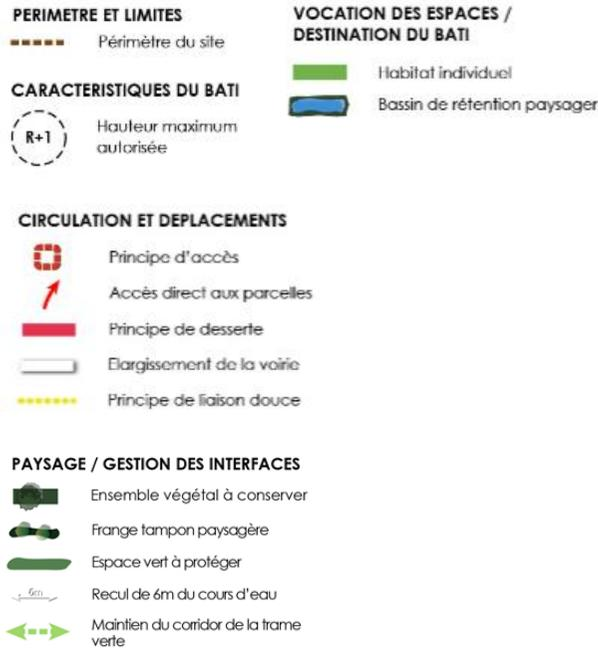 PERIMETRE ET LIMITES
Périmètre du site
CARACTERISTIQUES DU BATI
R+1
Hauteur maximum
autorisée
VOCATION DES ESPACES /
DESTINATION DU BATI
Habitat individuel
Bassin de rétention paysager
CIRCULATION ET DEPLACEMENTS
Principe d'accès
Accès direct aux parcelles
Principe de desserte
Elargissement de la voirie
Principe de liaison douce
PAYSAGE / GESTION DES INTERFACES
Ensemble végétal à conserver
Frange tampon paysagère
Espace vert à protéger
6m
Recul de 6m du cours d'eau
Maintien du corridor de la trame
verte